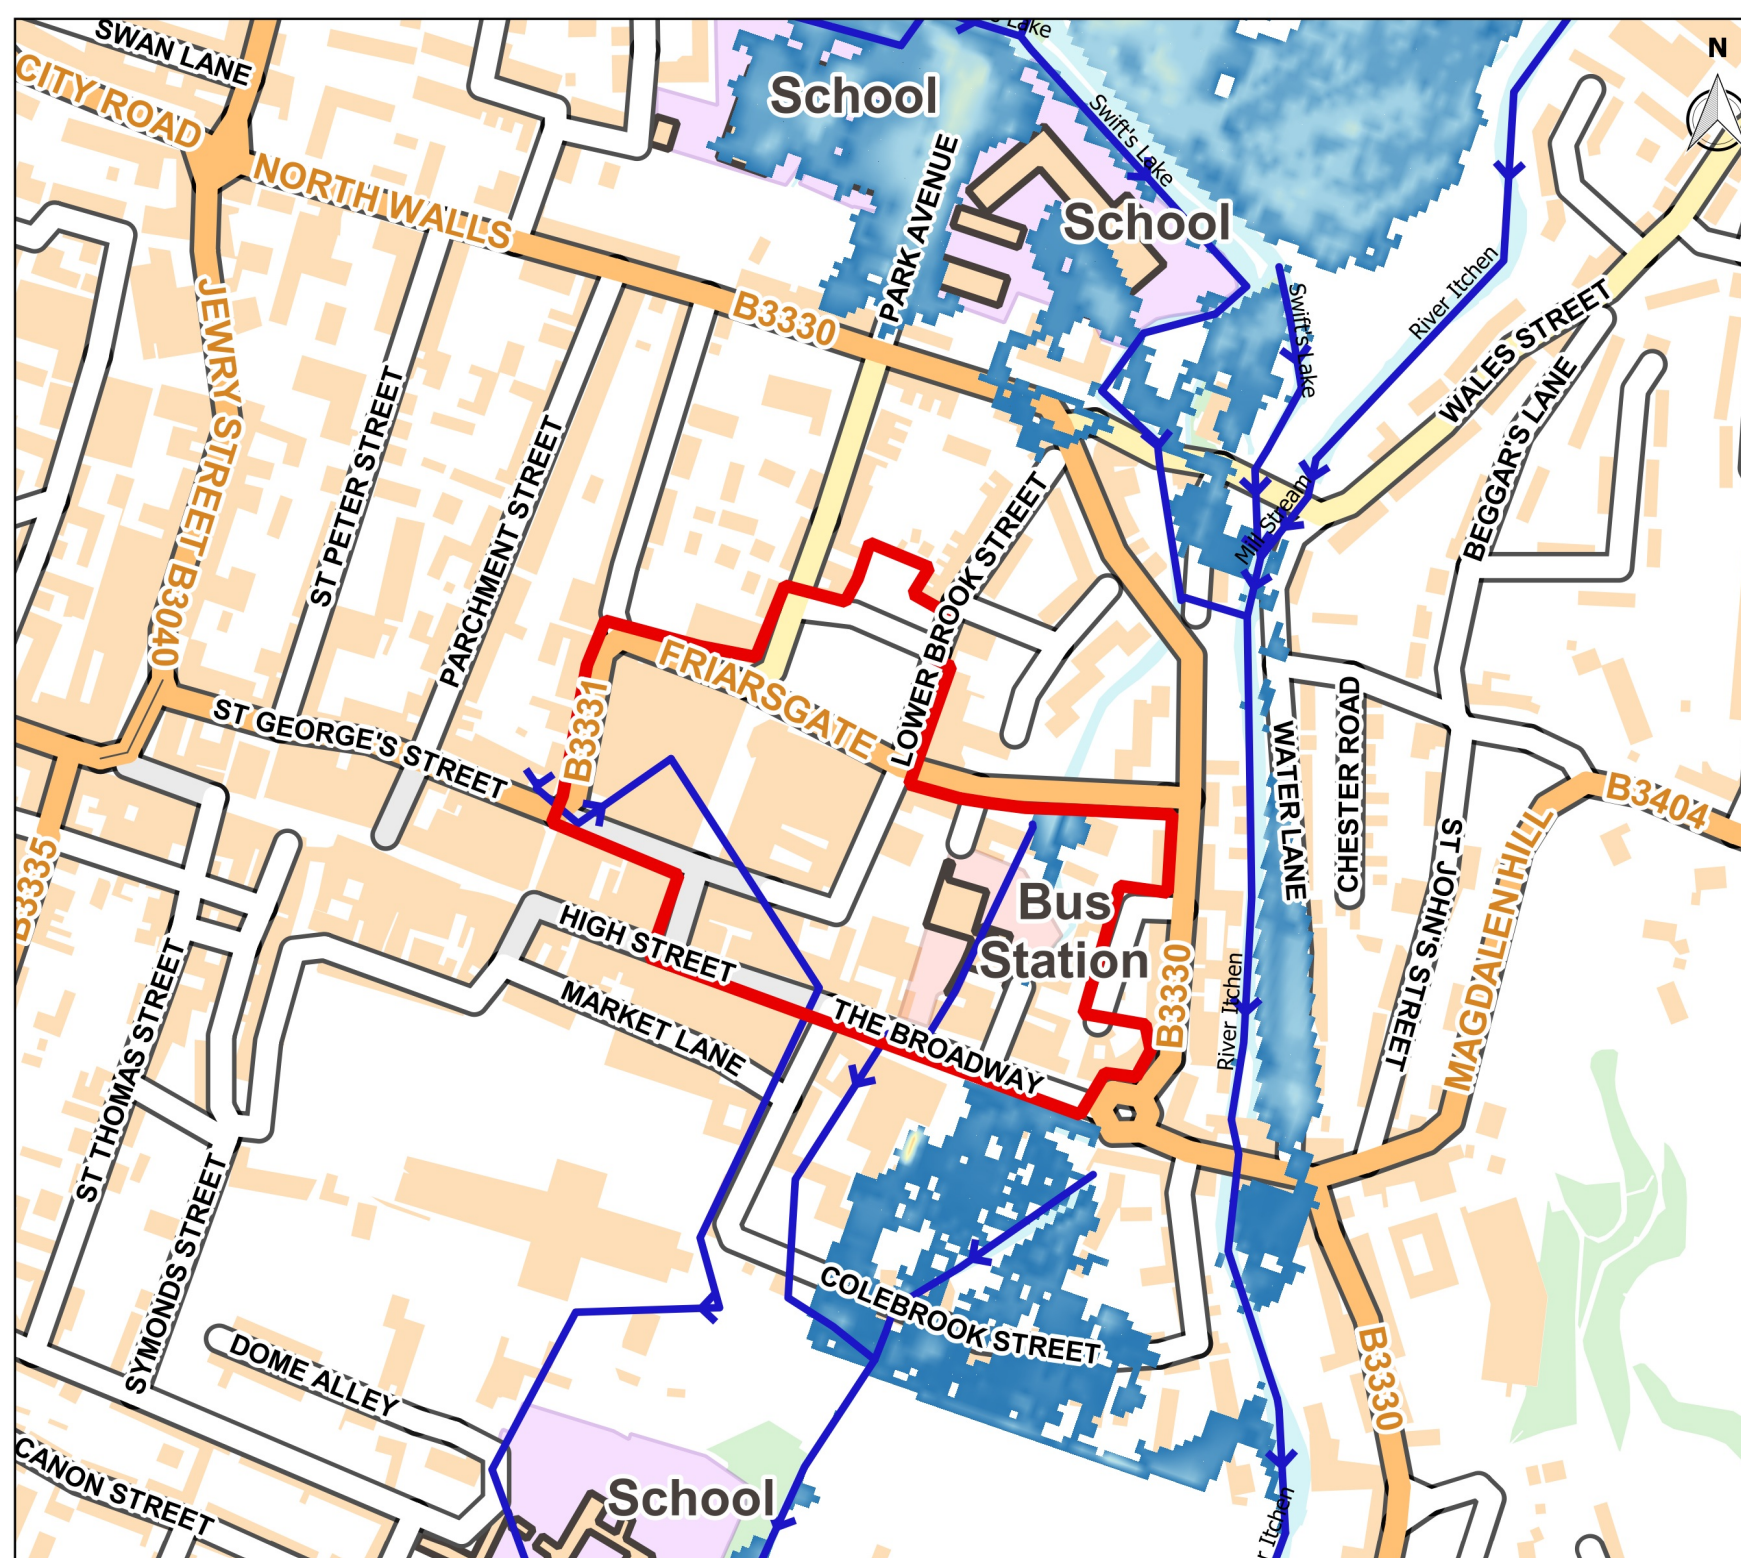 SWAN LANE
CITY ROAD
School
s Lake
N
NORTH WALLS
PARK AVENUE
Swift's Lake
School
B3330
JEWRY STREET B3040
ST PETER STREET
PARCHMENT STREET
Swift's Lake
River Itchen
WALES STREET
BEGGAR'S LANE
Mill Stream
LOWER BROOK STREET
FRIARSGATE
B3331
ST GEORGE'S STREET
WATER LANE
CHESTER ROAD
B3404
ST JOHN'S STREET
MAGDALEN HILL
B3335
HIGH STREET
Bus
Station
MARKET LANE
THE BROADWAY
B3330
River Itchen
ST THOMAS STREET
SYMONDS STREET
COLEBROOK STREET
DOME ALLEY
B3330
CANON STREET
School
r Itchen